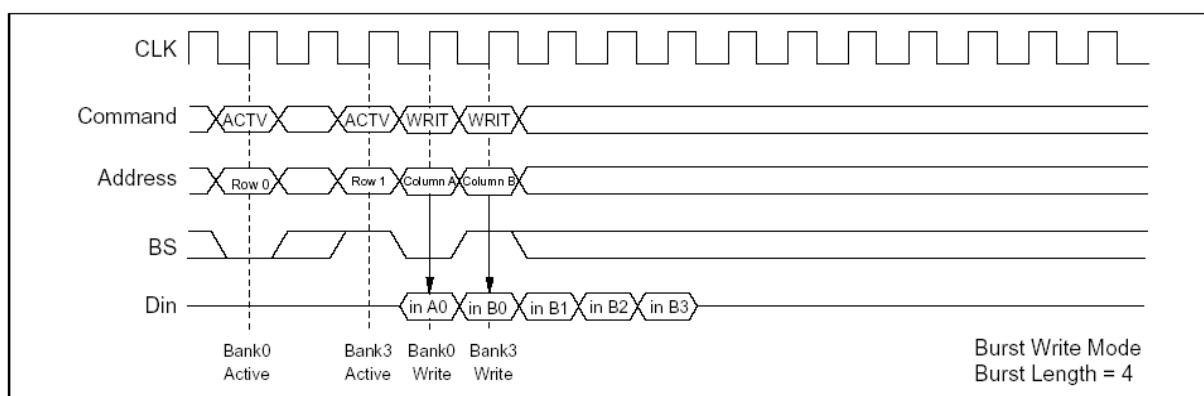 CLK
Command ACTV ACTV WRIT WRIT
Address Row 0 Row 1 Column A Column B
BS
Din in A0 in B0 in B1 in B2 in B3
Bank0 Bank3 Bank0 Bank3
Active Active Write Write
Burst Write Mode
Burst Length = 4